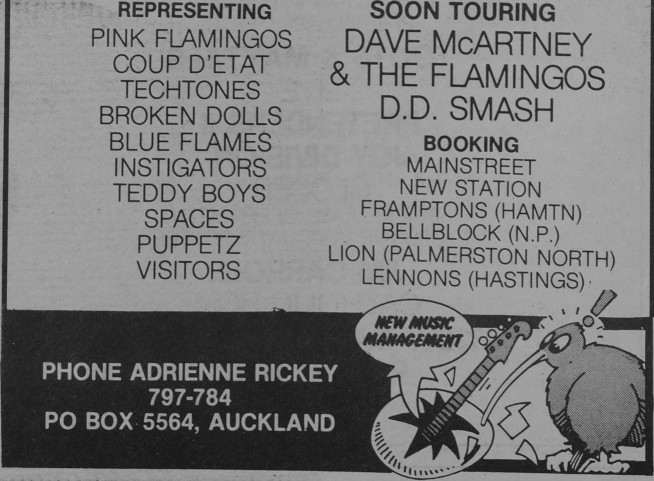 REPRESENTING
PINK FLAMINGOS
COUP D'ETAT
TECHTONES
BROKEN DOLLS
BLUE FLAMES
INSTIGATORS
TEDDY BOYS
SPACES
PUPPETZ
VISITORS
SOON TOURING
DAVE McARTNEY
& THE FLAMINGOS
D.D. SMASH
BOOKING
MAINSTREET
NEW STATION
FRAMPTONS (HAMTN)
BELLBLOCK (N.P.)
LION (PALMERSTON NORTH)
LENNONS (HASTINGS)
NEW MUSIC
MANAGEMENT
PHONE ADRIENNE RICKEY
797-784
PO BOX 5564, AUCKLAND